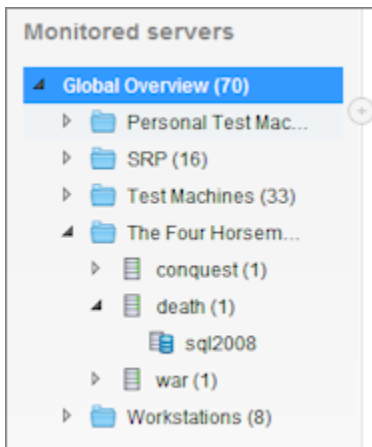 Monitored servers
Global Overview (70)
Personal Test Mac...
SRP (16)
Test Machines (33)
The Four Horsem...
conquest (1)
death (1)
sql2008
war (1)
Workstations (8)